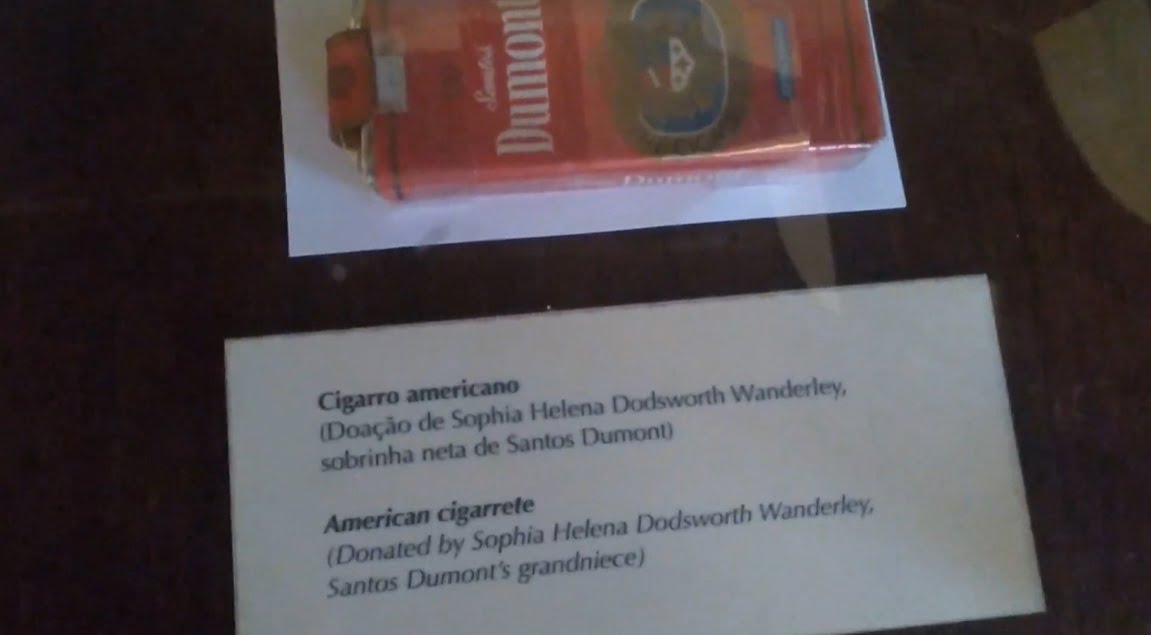 Santos
Dumont
Cigarro americano
(Doação de Sophia Helena Dodsworth Wanderley,
sobrinha neta de Santos Dumont)
American cigarrete
(Donated by Sophia Helena Dodsworth Wanderley,
Santos Dumont's grandniece)